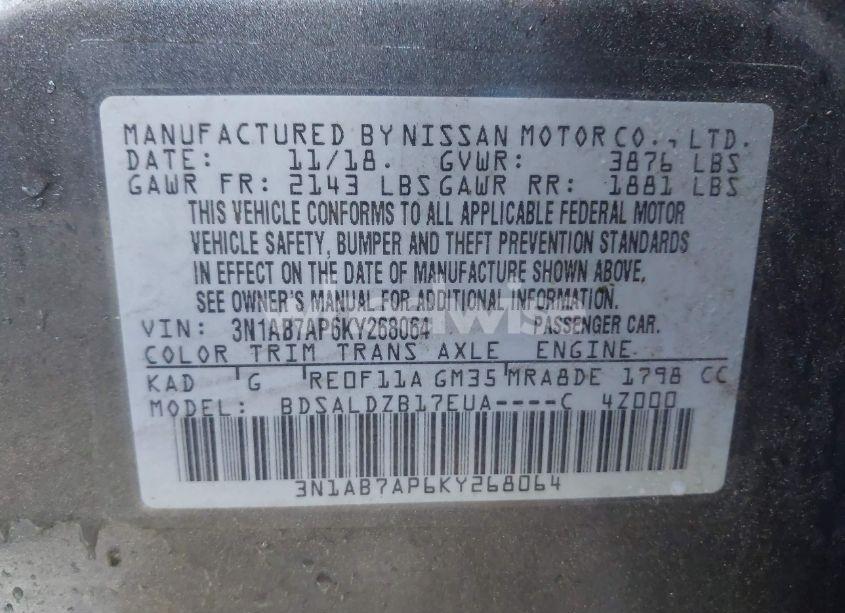 MANUFACTURED BY NISSAN MOTOR CO., LTD.
DATE: 11/18. GVWR: 3876 LBS
GAWR FR: 2143 LBS GAWR RR: 1881 LBS
THIS VEHICLE CONFORMS TO ALL APPLICABLE FEDERAL MOTOR
VEHICLE SAFETY, BUMPER AND THEFT PREVENTION STANDARDS
IN EFFECT ON THE DATE OF MANUFACTURE SHOWN ABOVE.
SEE OWNER'S MANUAL FOR ADDITIONAL INFORMATION.
VIN: 3N1AB7AP6KY268064 PASSENGER CAR.
COLOR TRIM TRANS AXLE ENGINE
KAD G RE0F11A GM35 MRA8DE 1798 CC
MODEL: BDSALDZB17EUA----C 4Z000
3N1AB7AP6KY268064